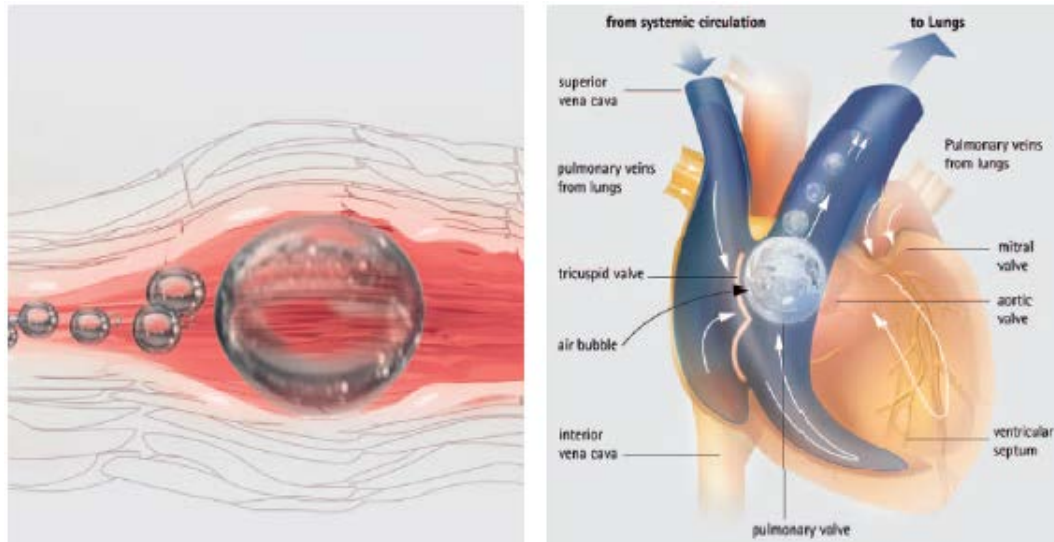 from systemic circulation
to Lungs
superior
vena cava
pulmonary veins
from lungs
Pulmonary veins
from lungs
tricuspid valve
mitral
valve
aortic
valve
air bubble
interior
vena cava
ventricular
septum
pulmonary valve